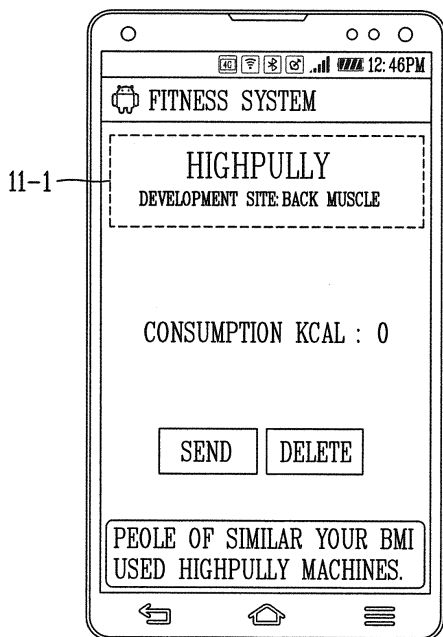 4G 12:46PM
FITNESS SYSTEM
HIGHPULLY
DEVELOPMENT SITE:BACK MUSCLE
11-1
CONSUMPTION KCAL : 0
SEND DELETE
PEOLE OF SIMILAR YOUR BMI
USED HIGHPULLY MACHINES.